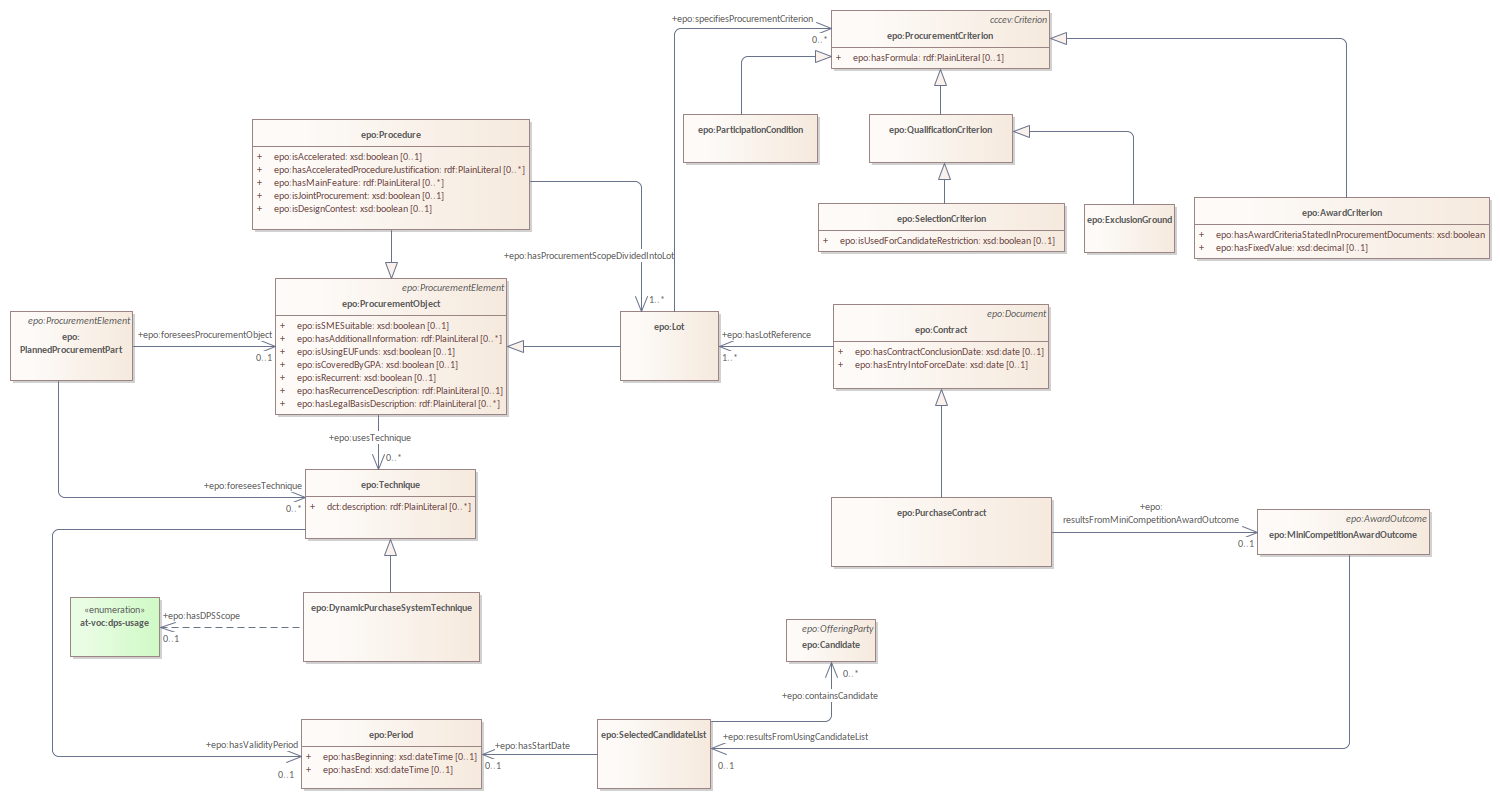 +epo:specifiesProcurementCriterion
0..*
cccev:Criterion
epo:ProcurementCriterion
+ epo:hasFormula: rdf:PlainLiteral [0..1]
epo:ParticipationCondition
epo:QualificationCriterion
epo:SelectionCriterion
+ epo:isUsedForCandidateRestriction: xsd:boolean [0..1]
epo:ExclusionGround
epo:AwardCriterion
+ epo:hasAwardCriteriaStatedInProcurementDocuments: xsd:boolean
+ epo:hasFixedValue: xsd:decimal [0..1]
epo:Procedure
+ epo:isAccelerated: xsd:boolean [0..1]
+ epo:hasAcceleratedProcedureJustification: rdf:PlainLiteral [0..*]
+ epo:hasMainFeature: rdf:PlainLiteral [0..*]
+ epo:isJointProcurement: xsd:boolean [0..1]
+ epo:isDesignContest: xsd:boolean [0..1]
+epo:hasProcurementScopeDividedIntoLot
1..*
epo:ProcurementElement
epo:ProcurementObject
+ epo:isSMESuitable: xsd:boolean [0..1]
+ epo:hasAdditionalInformation: rdf:PlainLiteral [0..*]
+ epo:isUsingEUFunds: xsd:boolean [0..1]
+ epo:isCoveredByGPA: xsd:boolean [0..1]
+ epo:isRecurrent: xsd:boolean [0..1]
+ epo:hasRecurrenceDescription: rdf:PlainLiteral [0..1]
+ epo:hasLegalBasisDescription: rdf:PlainLiteral [0..*]
epo:ProcurementElement
epo:
PlannedProcurementPart
+epo:foreseesProcurementObject
0..1
epo:Lot
+epo:hasLotReference
1..*
epo:Document
epo:Contract
+ epo:hasContractConclusionDate: xsd:date [0..1]
+ epo:hasEntryIntoForceDate: xsd:date [0..1]
+epo:usesTechnique
0..*
+epo:foreseesTechnique
0..*
epo:Technique
+ dct:description: rdf:PlainLiteral [0..*]
epo:PurchaseContract
+epo:
resultsFromMiniCompetitionAwardOutcome
0..1
epo:AwardOutcome
epo:MiniCompetitionAwardOutcome
«enumeration»
at-voc:dps-usage
+epo:hasDPSScope
0..1
epo:DynamicPurchaseSystemTechnique
epo:OfferingParty
epo:Candidate
0..*
+epo:containsCandidate
+epo:hasValidityPeriod
0..1
epo:Period
+ epo:hasBeginning: xsd:dateTime [0..1]
+ epo:hasEnd: xsd:dateTime [0..1]
+epo:hasStartDate
0..1
epo:SelectedCandidateList
+epo:resultsFromUsingCandidateList
0..1